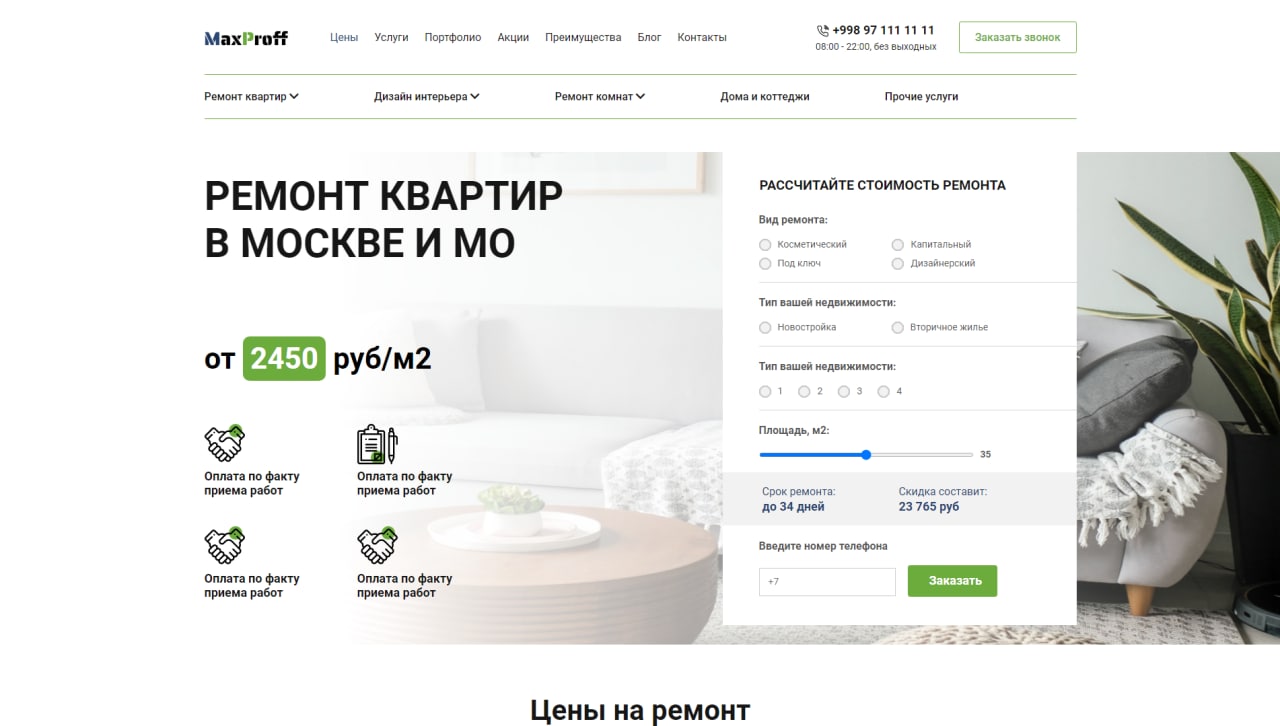 MaxProff
Цены Услуги Портфолио Акции Преимущества Блог Контакты
+998 97 111 11 11
08:00 - 22:00, без выходных
Заказать звонок
Ремонт квартир Дизайн интерьера Ремонт комнат Дома и коттеджи Прочие услуги
РЕМОНТ КВАРТИР
В МОСКВЕ И МО
от 2450 руб/м2
Оплата по факту
приема работ
Оплата по факту
приема работ
Оплата по факту
приема работ
Оплата по факту
приема работ
РАССЧИТАЙТЕ СТОИМОСТЬ РЕМОНТА
Вид ремонта:
Косметический Капитальный
Под ключ Дизайнерский
Тип вашей недвижимости:
Новостройка Вторичное жилье
Тип вашей недвижимости:
1 2 3 4
Площадь, м2:
35
Срок ремонта: Скидка составит:
до 34 дней 23 765 руб
Введите номер телефона
+7 Заказать
Цены на ремонт